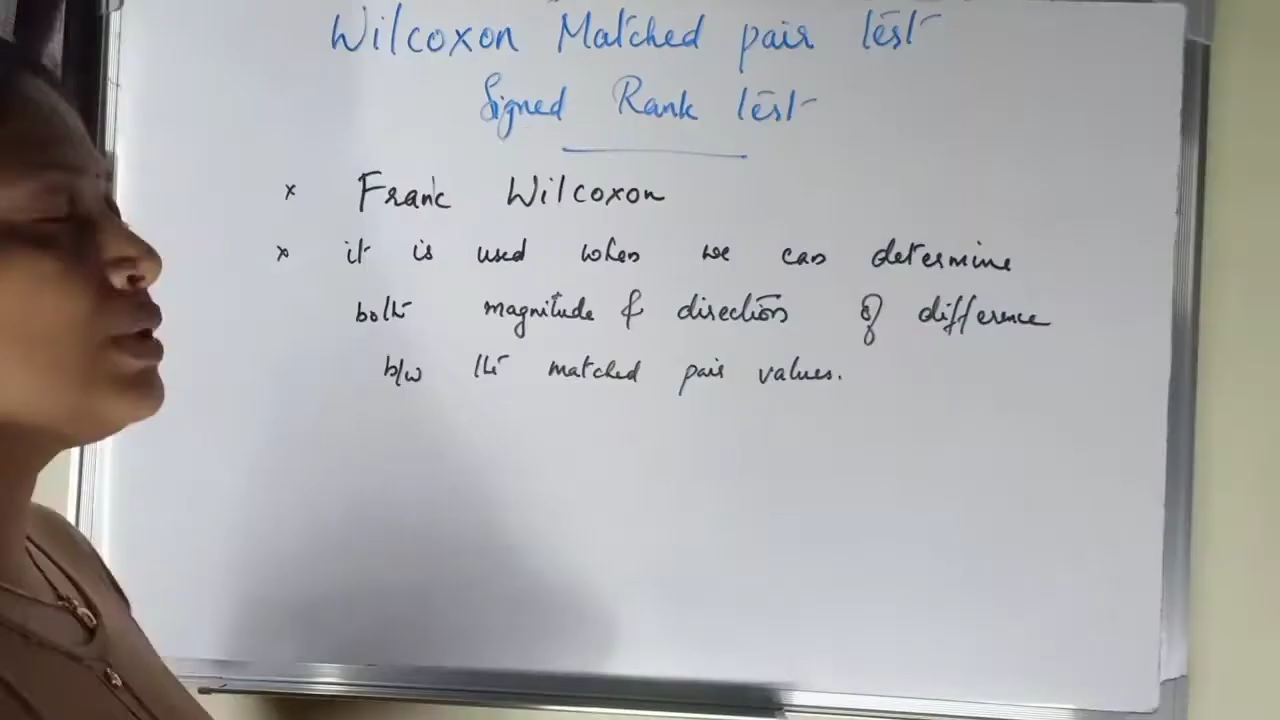 Wilcoxon Matched pair test
Signed Rank test
x Franc Wilcoxon
x it is used when we can determine
both magnitude & direction of difference
b/w the matched pair values.